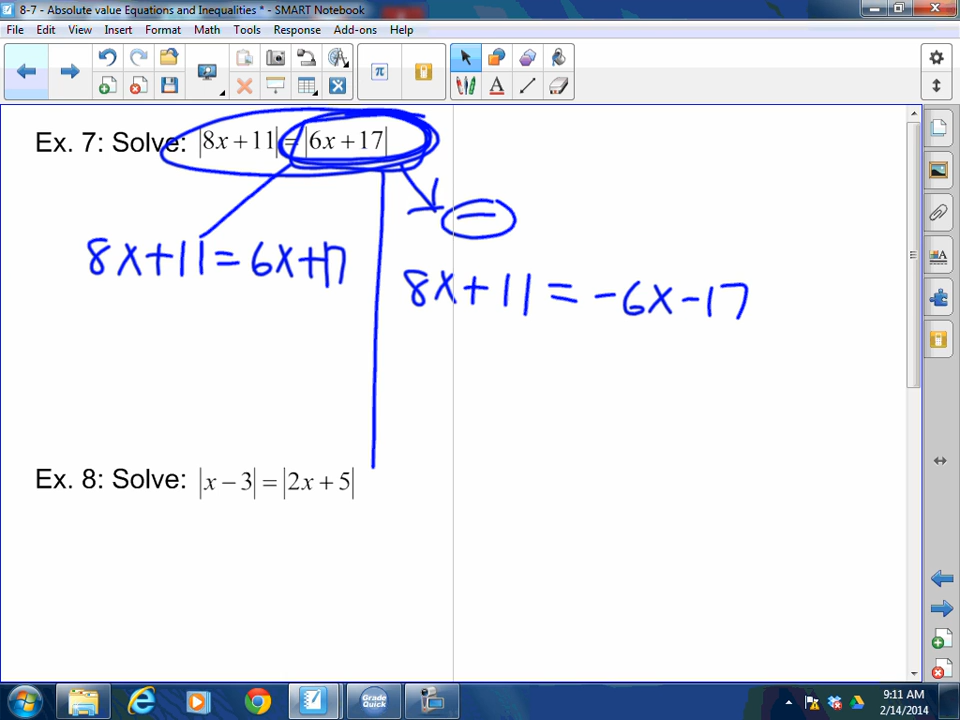 8-7 - Absolute value Equations and Inequalities * - SMART Notebook
File Edit View Insert Format Math Tools Response Add-ons Help
π
A
Ex. 7: Solve: |8x + 11| = |6x + 17|
8x+11=6x+17
8x+11=-6x-17
Ex. 8: Solve: |x − 3| = |2x + 5|
Grade
Quick
9:11 AM
2/14/2014